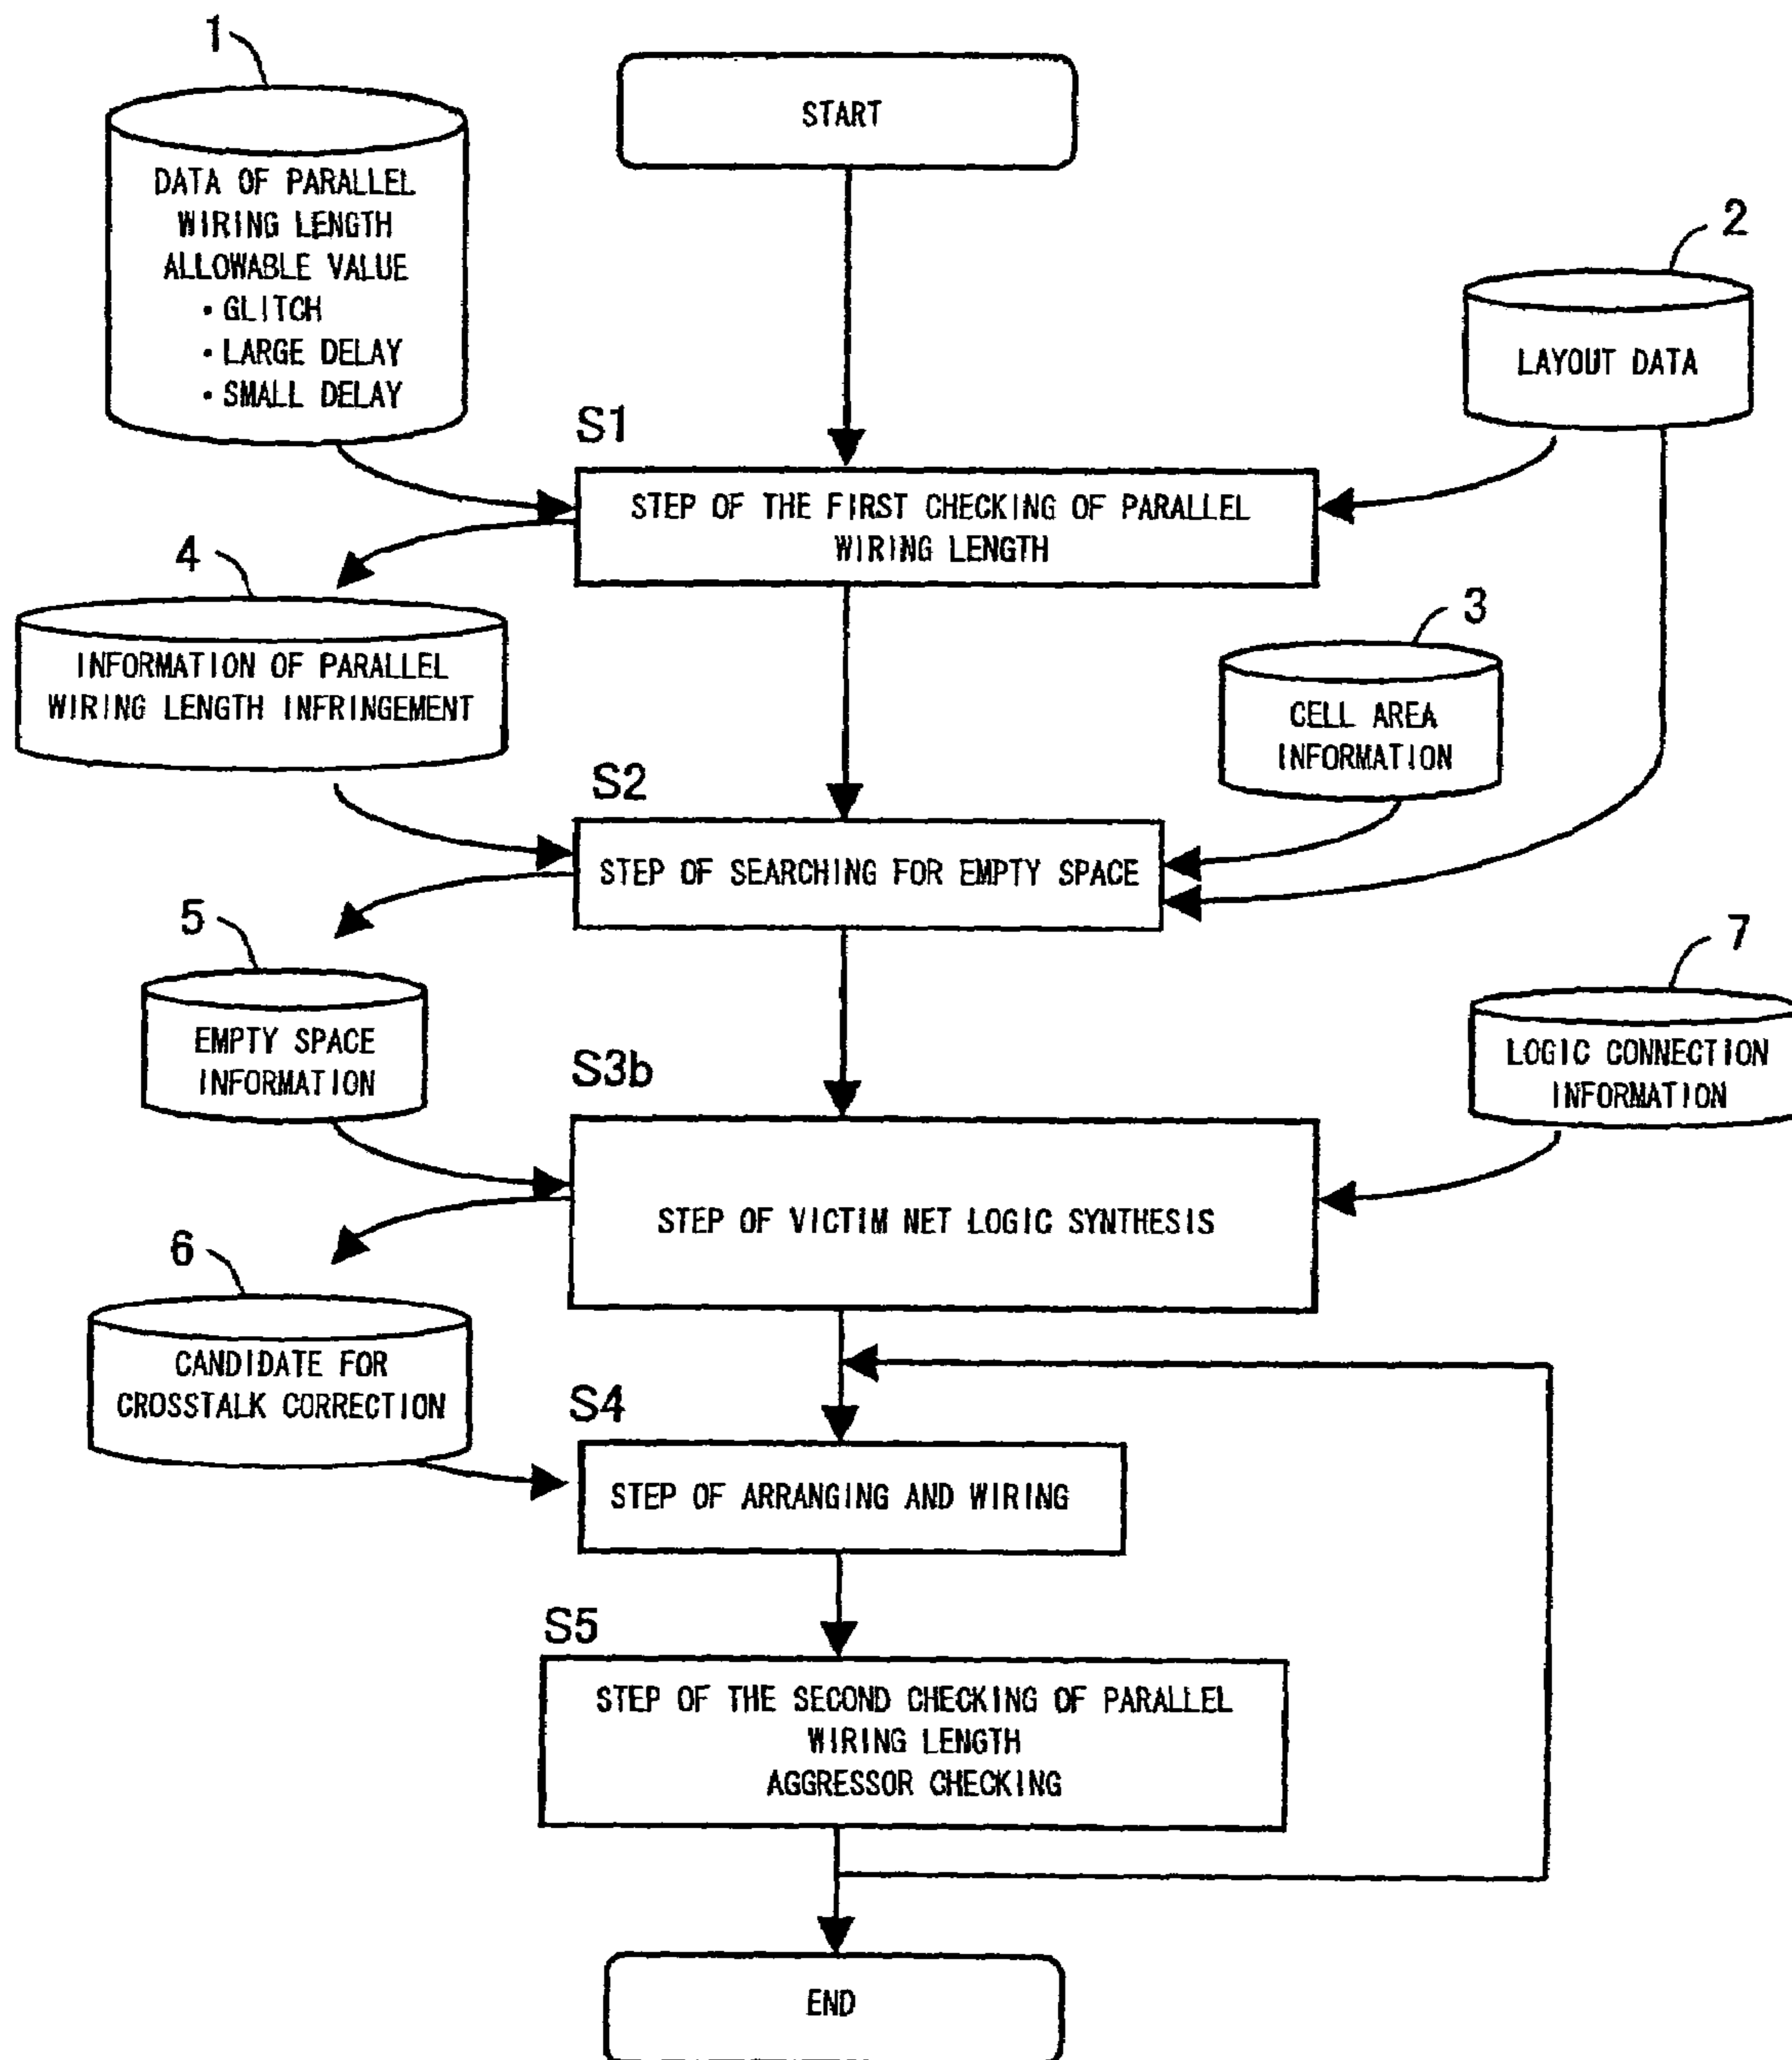 1
START
DATA OF PARALLEL
WIRING LENGTH
ALLOWABLE VALUE
・GLITCH
・LARGE DELAY
・SMALL DELAY
2
LAYOUT DATA
S1
STEP OF THE FIRST CHECKING OF PARALLEL
WIRING LENGTH
4
INFORMATION OF PARALLEL
WIRING LENGTH INFRINGEMENT
3
CELL AREA
INFORMATION
S2
STEP OF SEARCHING FOR EMPTY SPACE
5
EMPTY SPACE
INFORMATION
7
LOGIC CONNECTION
INFORMATION
S3b
STEP OF VICTIM NET LOGIC SYNTHESIS
6
CANDIDATE FOR
CROSSTALK CORRECTION
S4
STEP OF ARRANGING AND WIRING
S5
STEP OF THE SECOND CHECKING OF PARALLEL
WIRING LENGTH
AGGRESSOR CHECKING
END